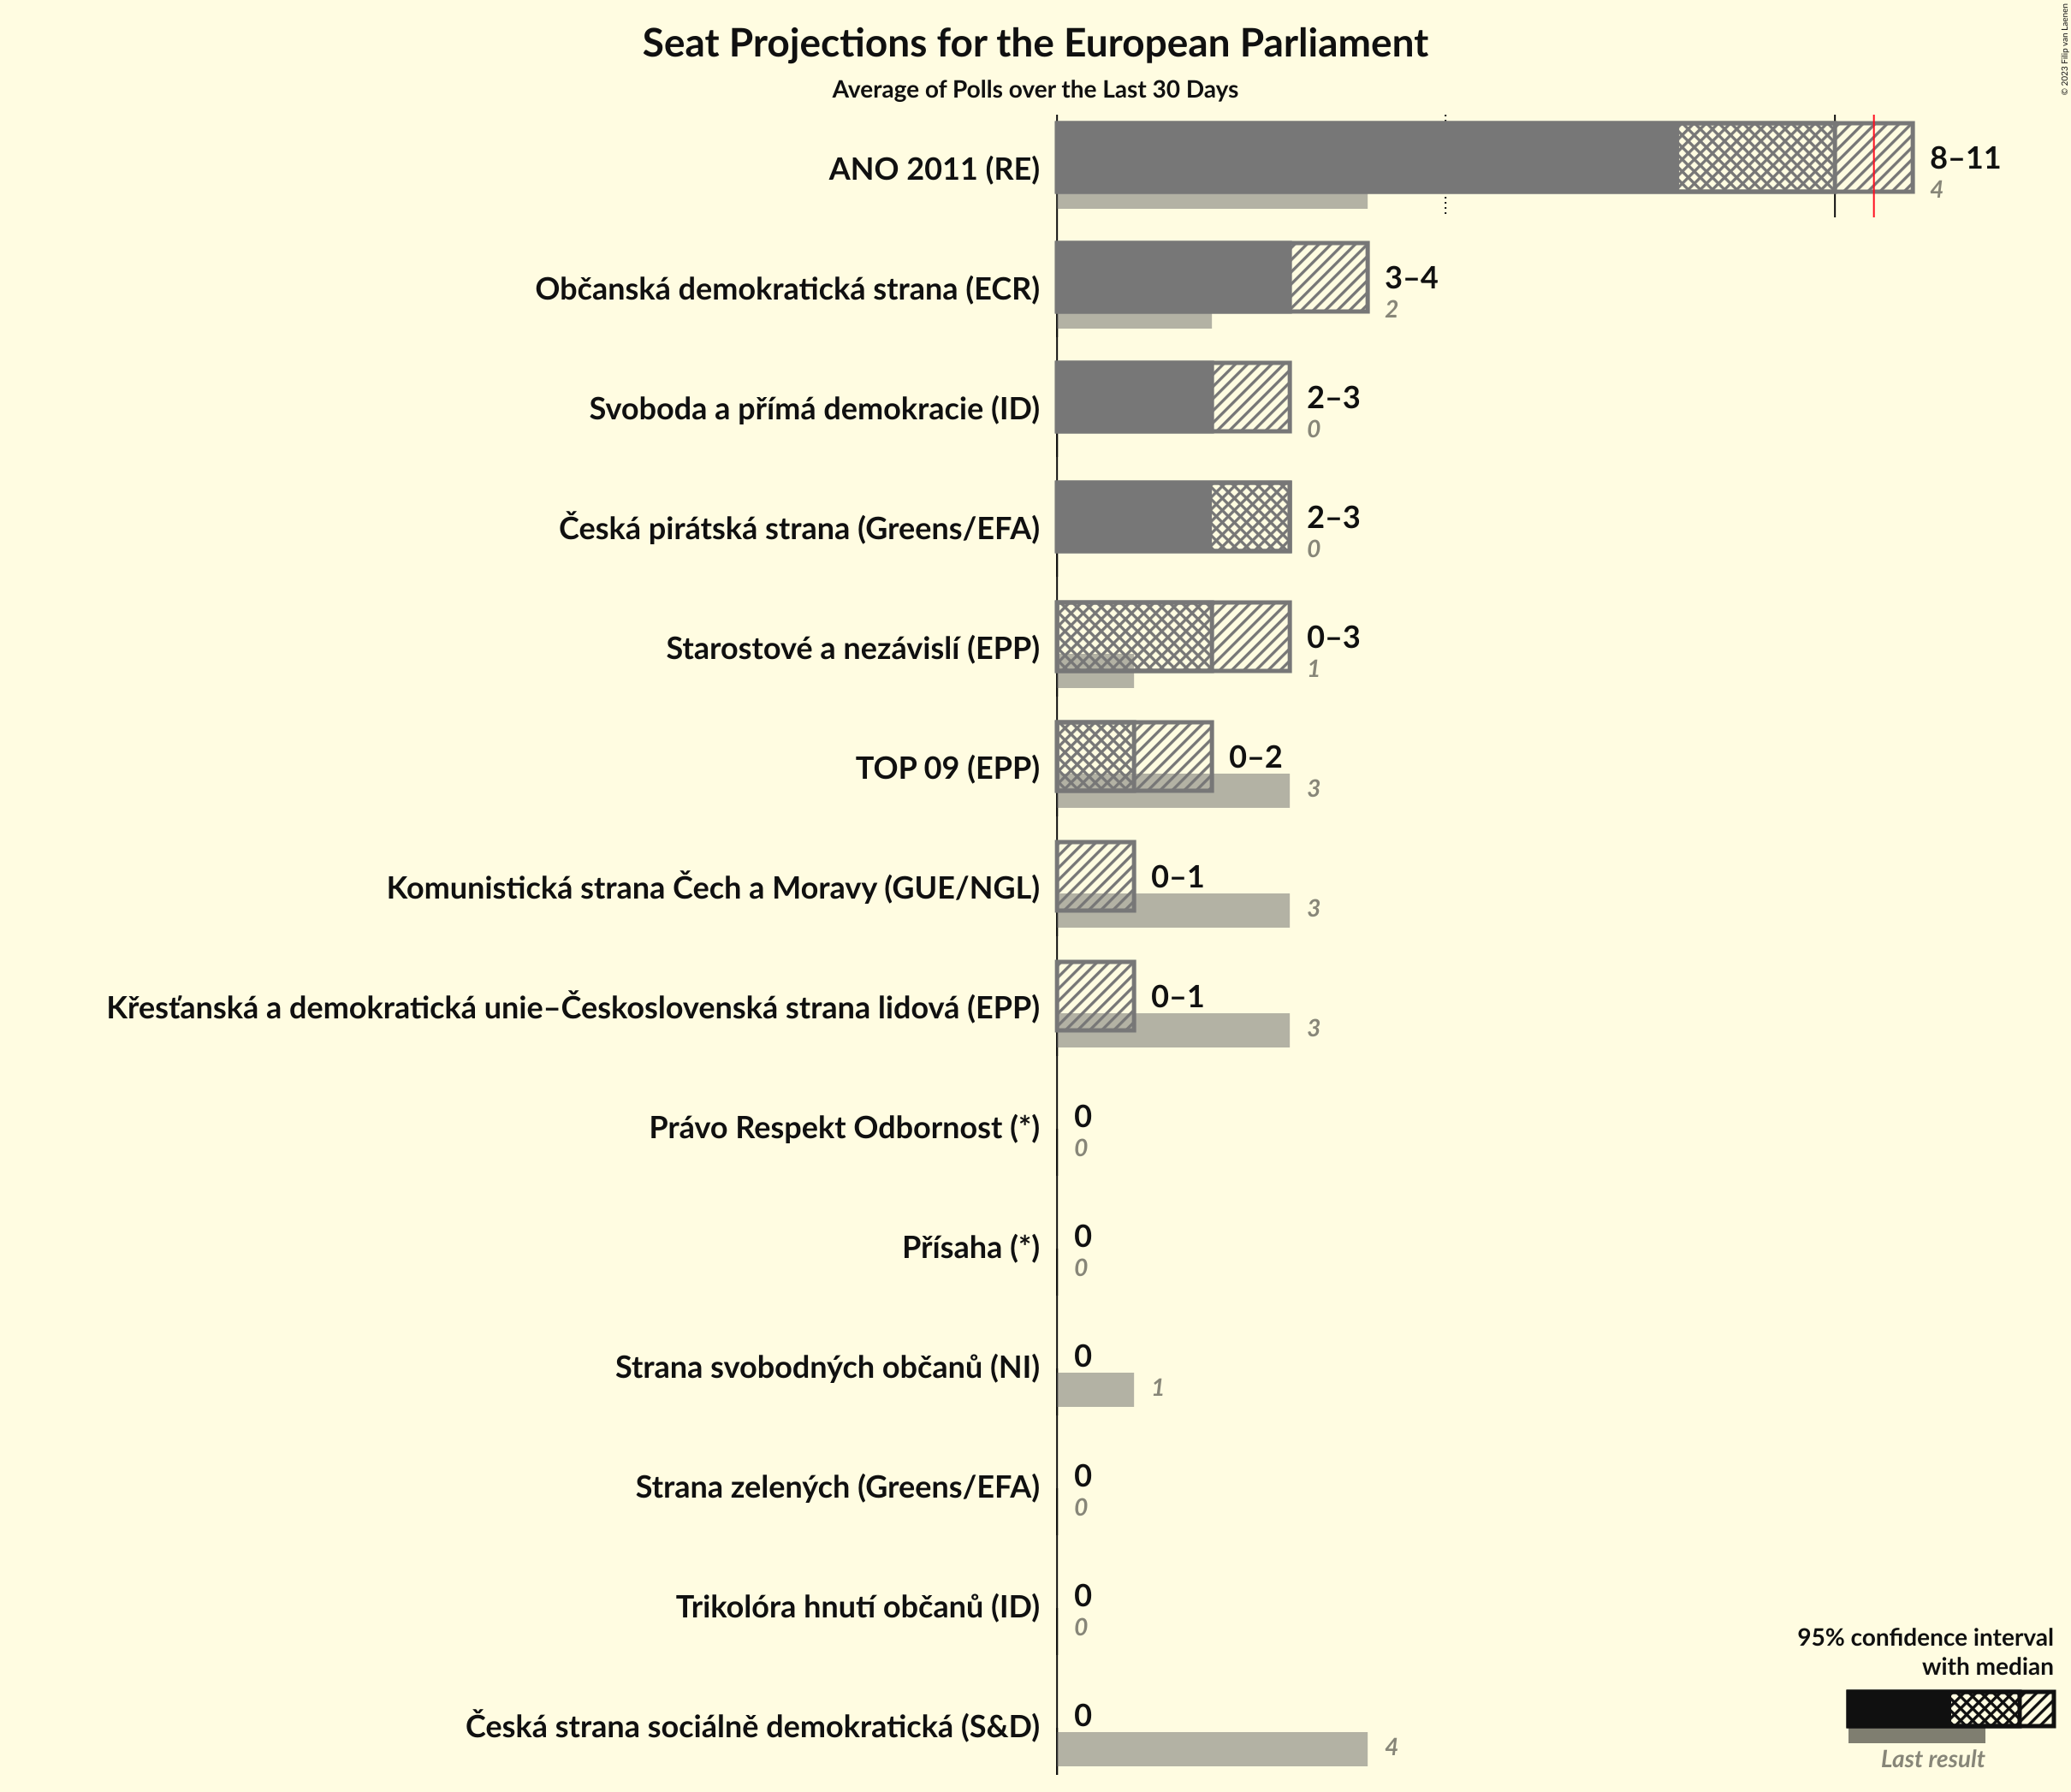 Seat Projections for the European Parliament
Average of Polls over the Last 30 Days
© 2023 Filip van Laenen
ANO 2011 (RE)
8–11
4
Občanská demokratická strana (ECR)
3–4
2
Svoboda a přímá demokracie (ID)
2–3
0
Česká pirátská strana (Greens/EFA)
2–3
0
Starostové a nezávislí (EPP)
0–3
1
TOP 09 (EPP)
0–2
3
Komunistická strana Čech a Moravy (GUE/NGL)
0–1
3
Křesťanská a demokratická unie–Československá strana lidová (EPP)
0–1
3
Právo Respekt Odbornost (*)
0
0
Přísaha (*)
0
0
Strana svobodných občanů (NI)
0
1
Strana zelených (Greens/EFA)
0
0
Trikolóra hnutí občanů (ID)
0
0
Česká strana sociálně demokratická (S&D)
0
4
95% confidence interval
with median
Last result